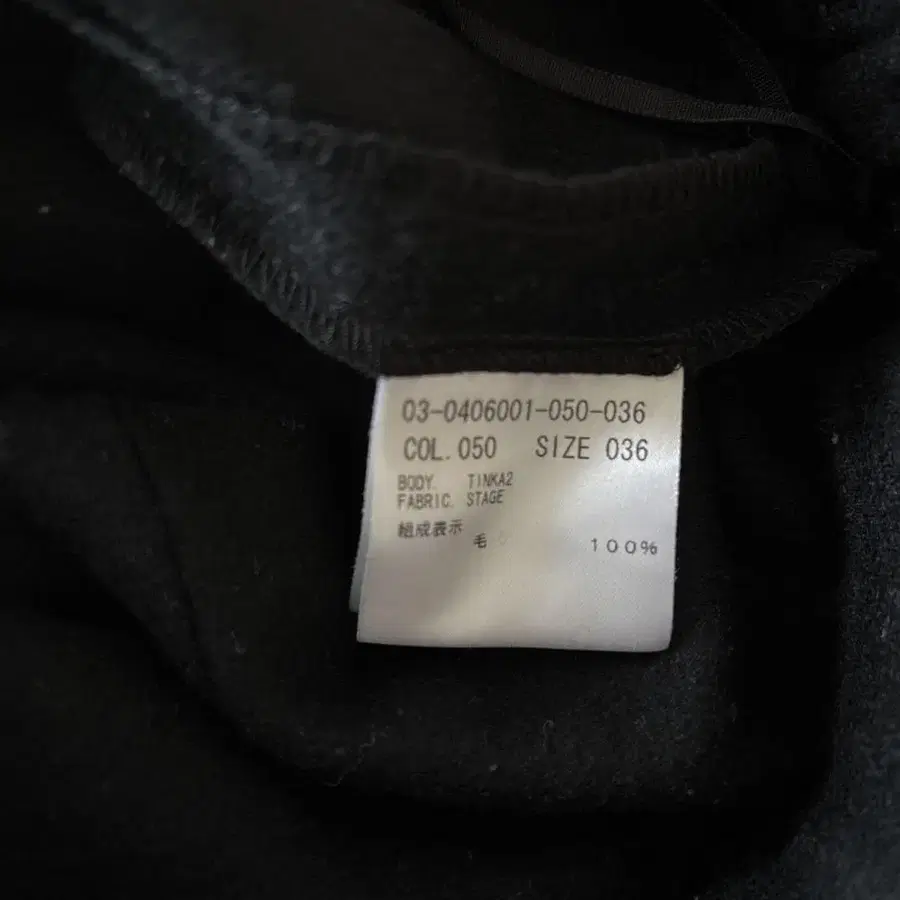 03-0406001-050-036
COL.050 SIZE 036
BODY. TINKA2
FABRIC. STAGE
組成表示
毛 100%